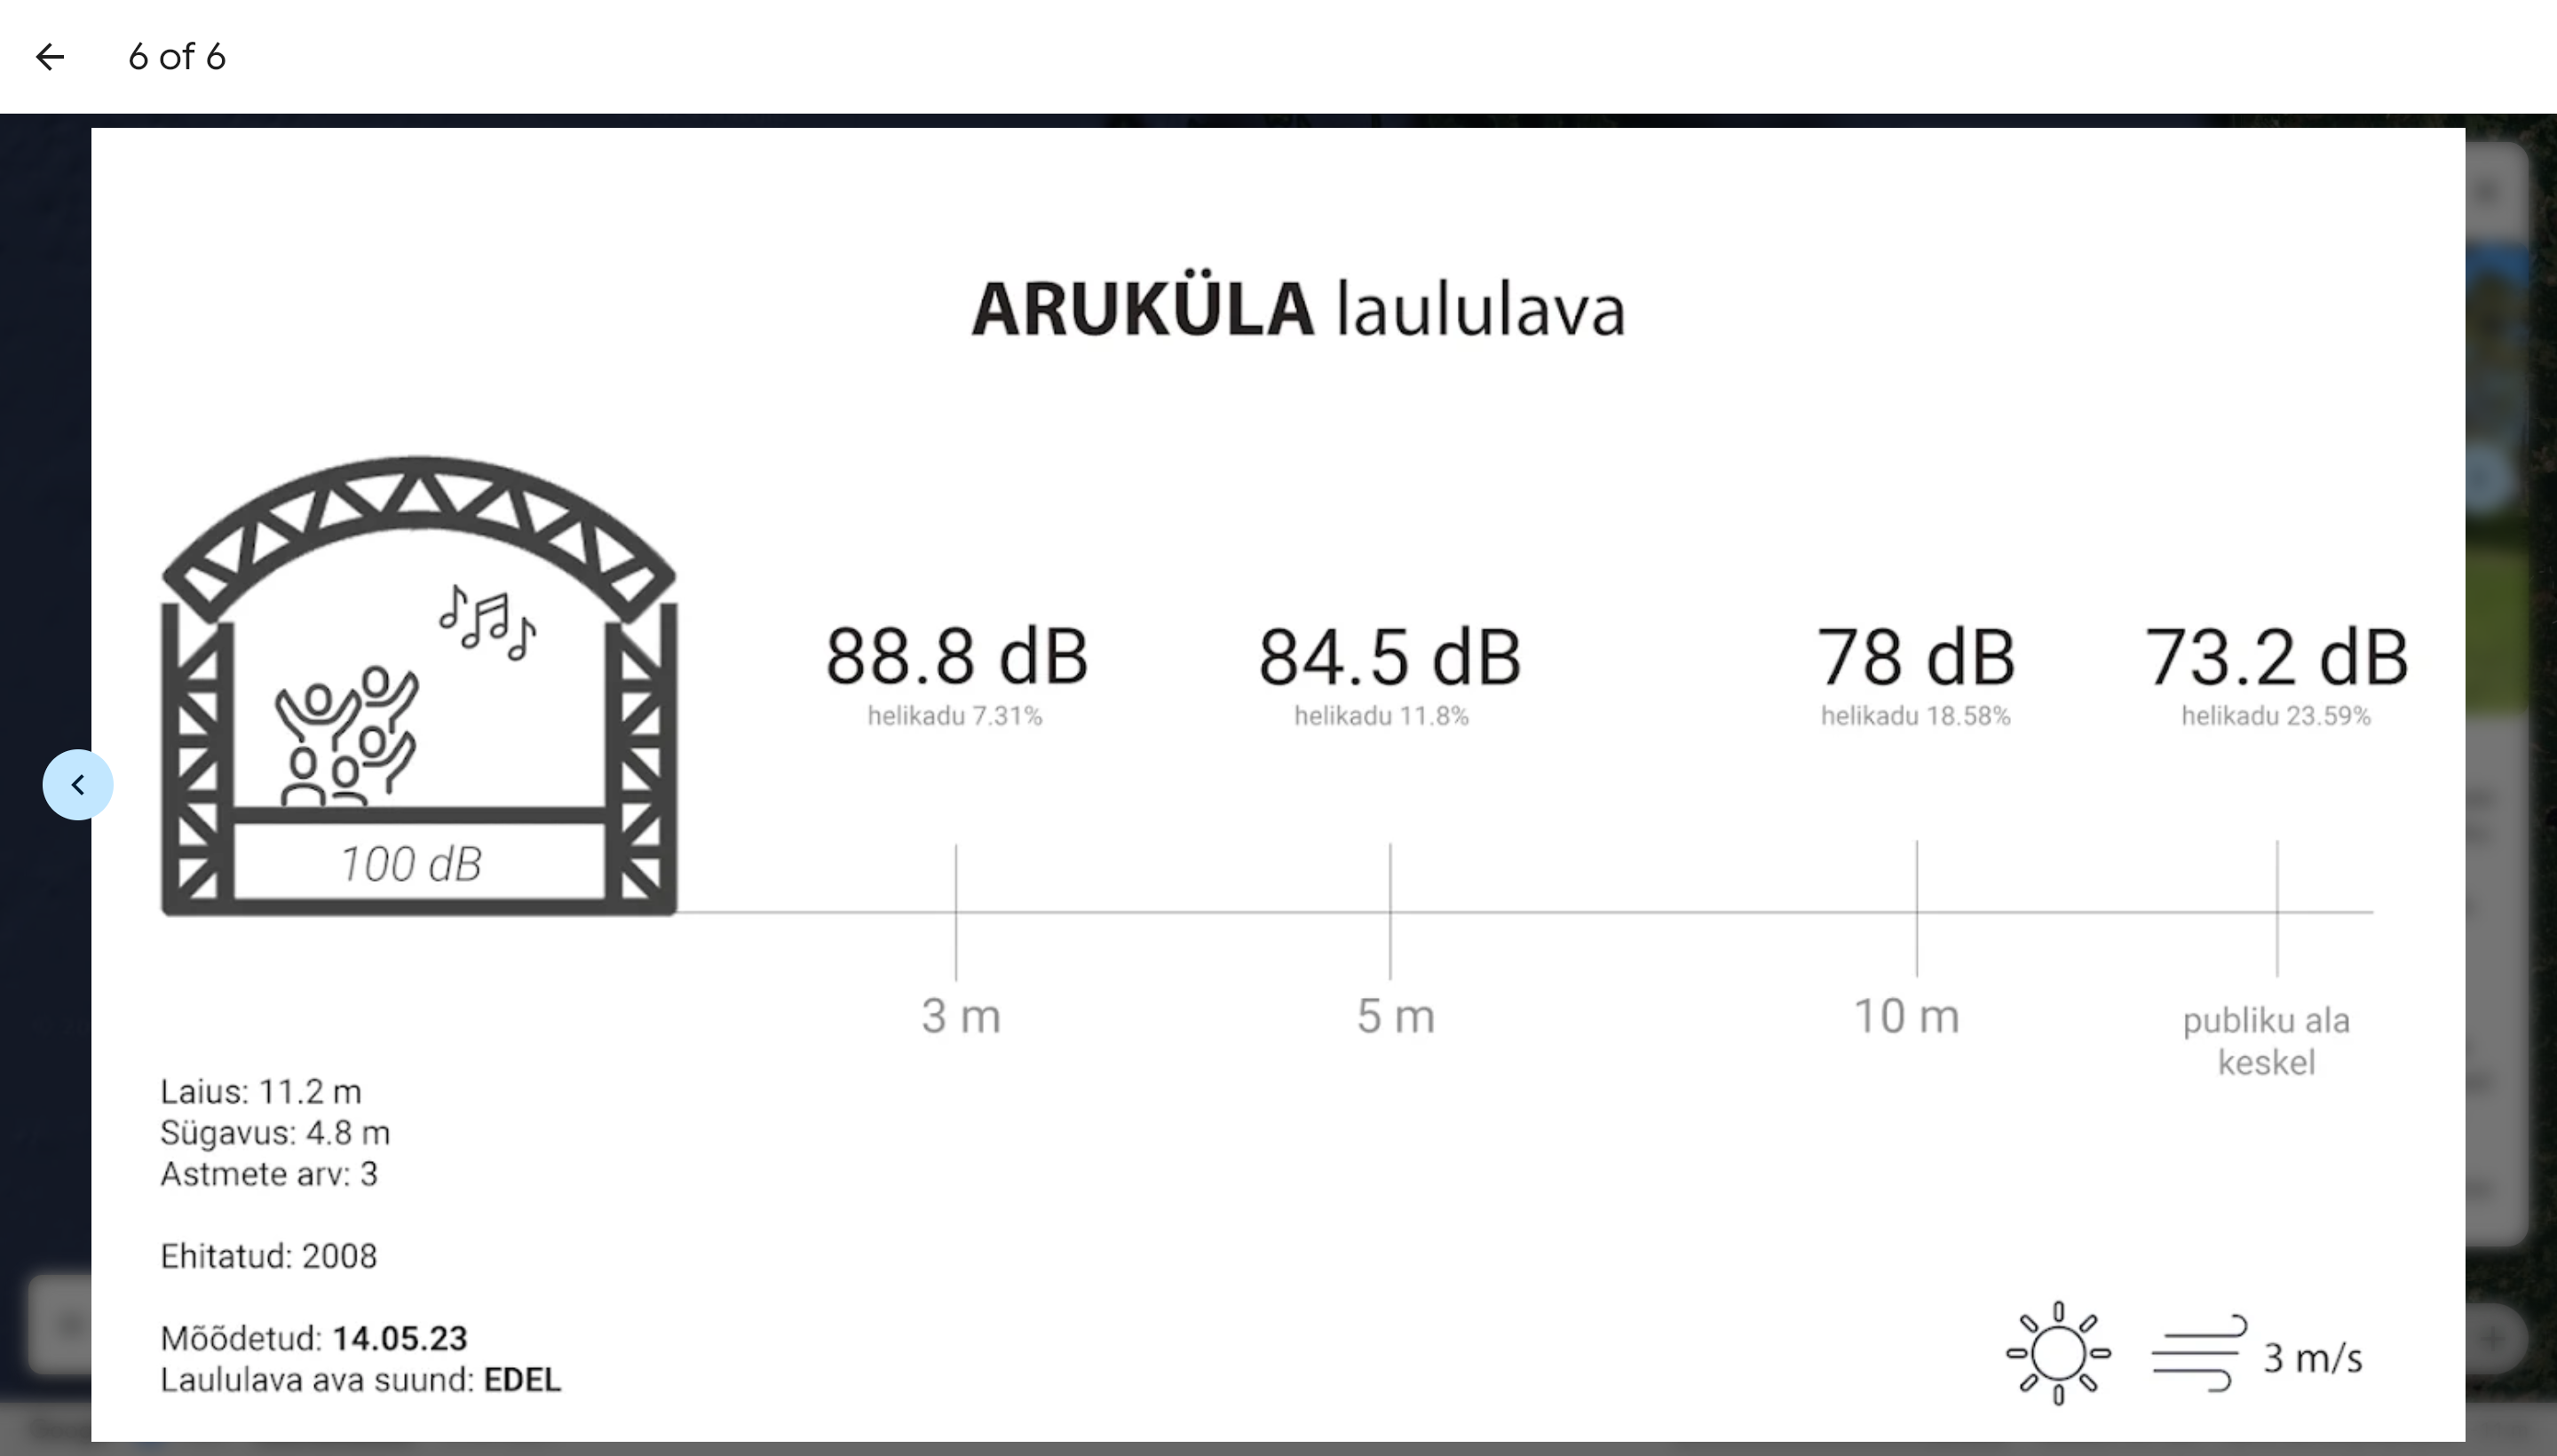 6 of 6
ARUKÜLA laululava
88.8 dB
helikadu 7.31%
84.5 dB
helikadu 11.8%
78 dB
helikadu 18.58%
73.2 dB
helikadu 23.59%
100 dB
3 m
5 m
10 m
publiku ala
keskel
Laius: 11.2 m
Sügavus: 4.8 m
Astmete arv: 3
Ehitatud: 2008
Mõõdetud: 14.05.23
Laululava ava suund: EDEL
3 m/s